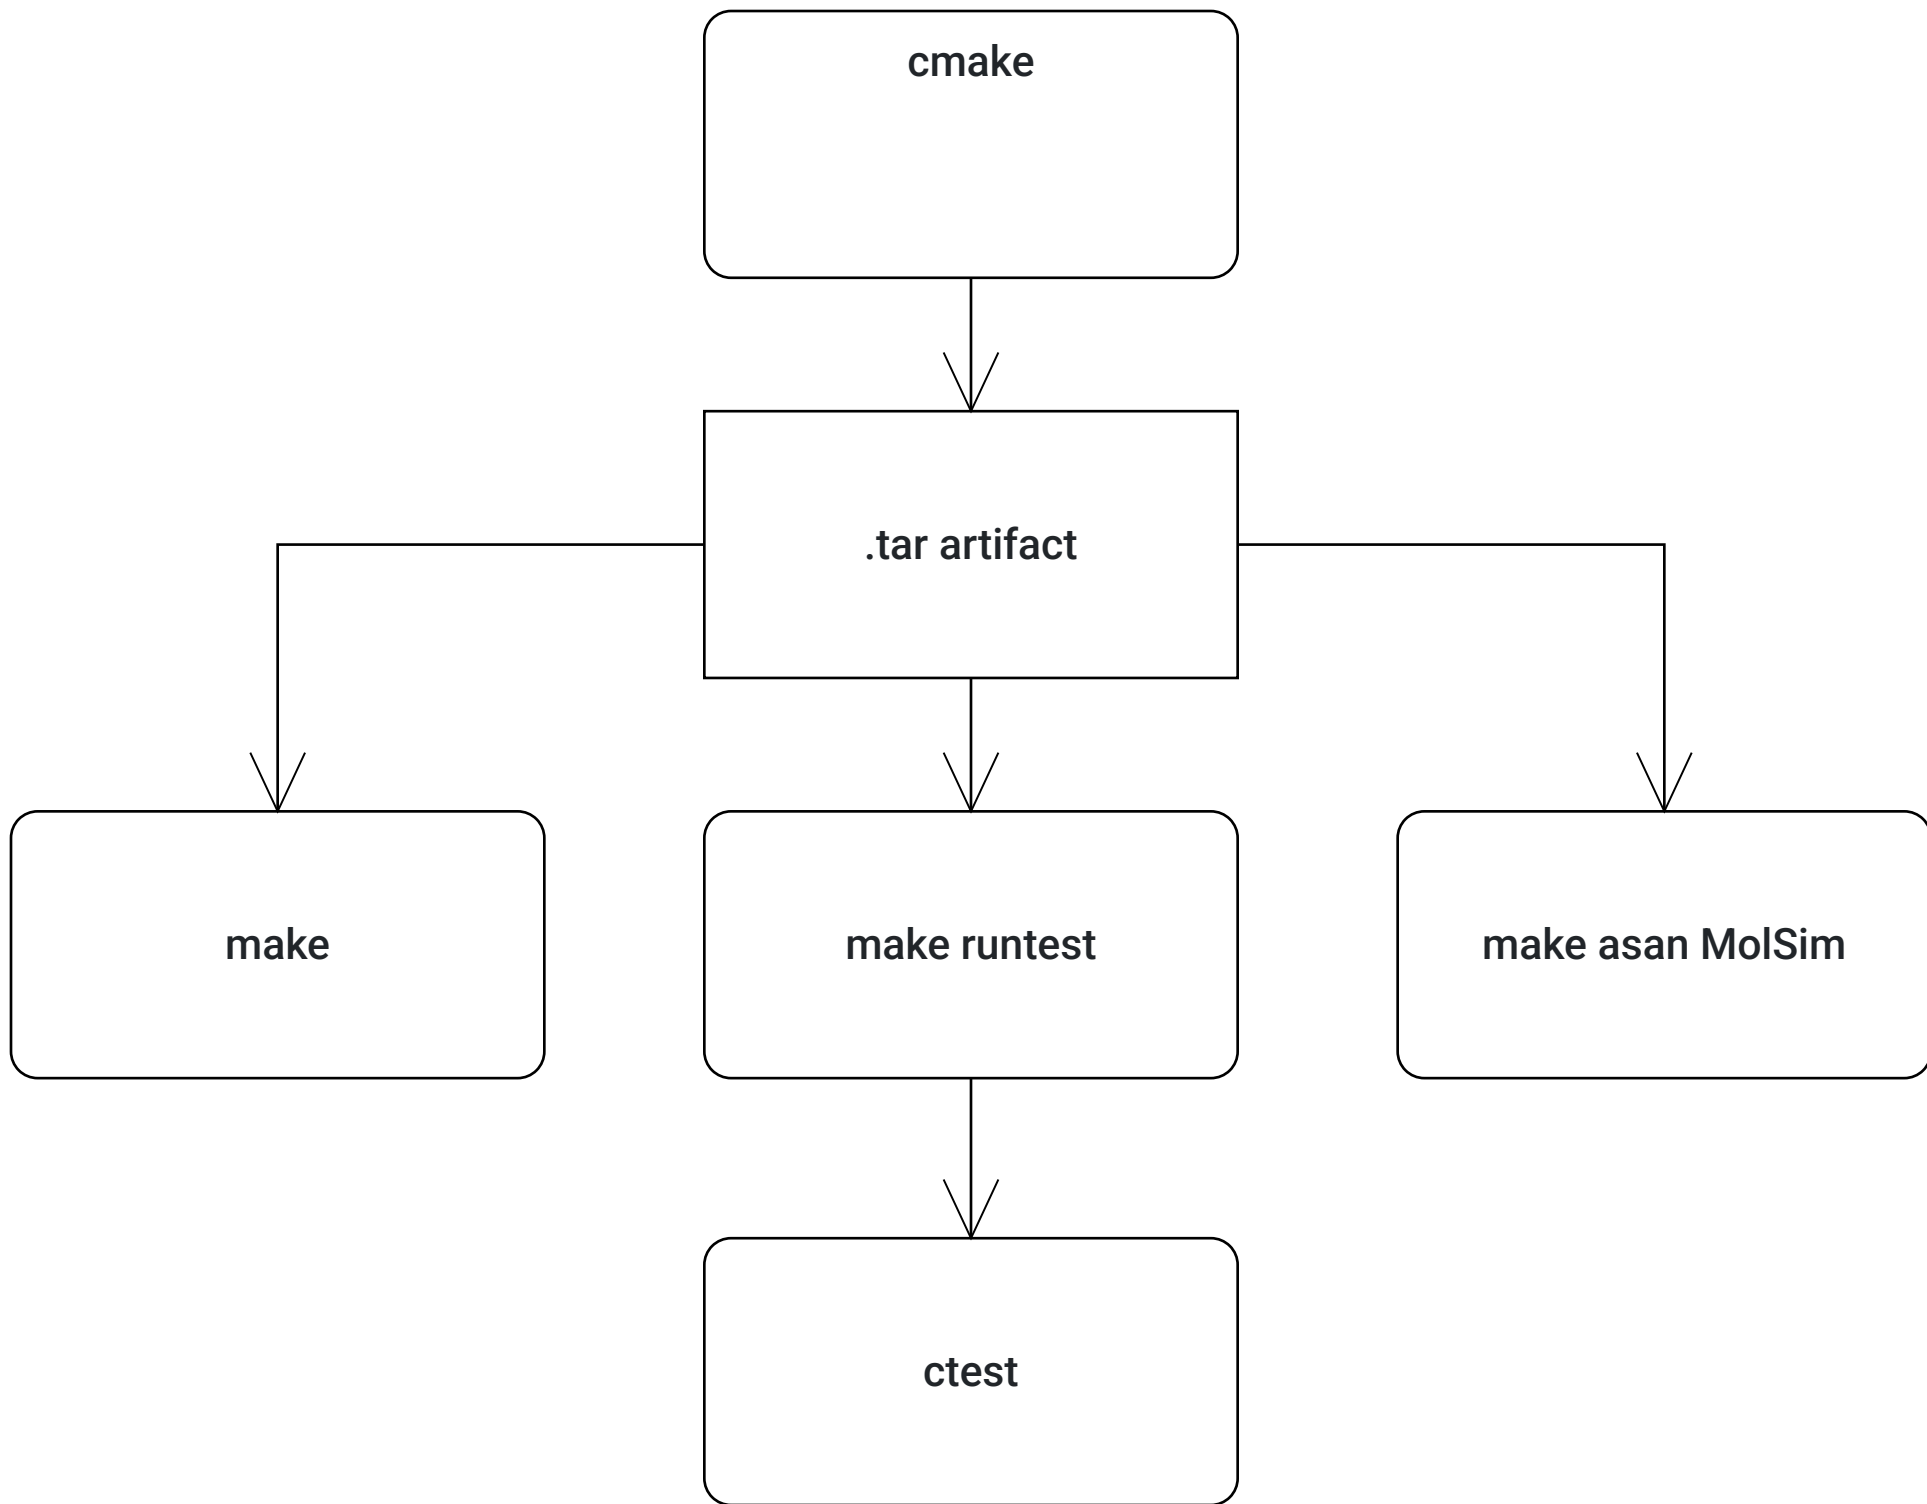 cmake
.tar artifact
make
make runtest
make asan MolSim
ctest